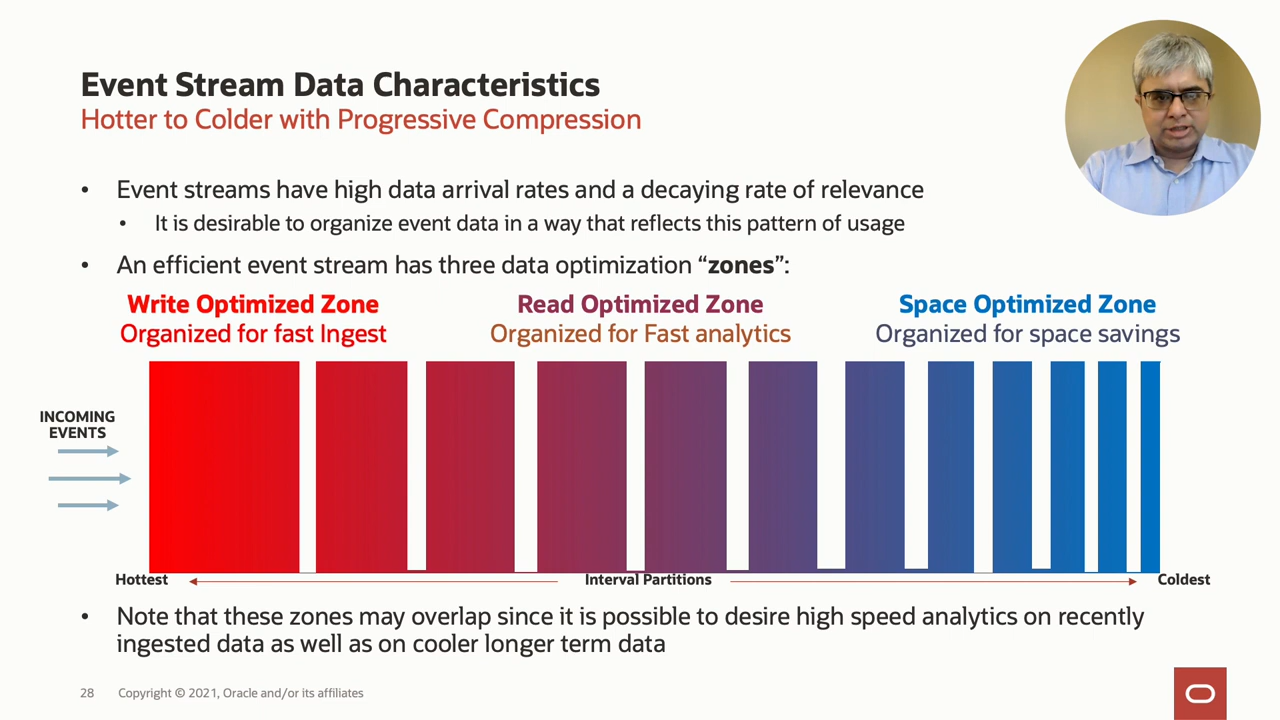 Event Stream Data Characteristics
Hotter to Colder with Progressive Compression
• Event streams have high data arrival rates and a decaying rate of relevance
• It is desirable to organize event data in a way that reflects this pattern of usage
• An efficient event stream has three data optimization “zones”:
Write Optimized Zone
Organized for fast Ingest
Read Optimized Zone
Organized for Fast analytics
Space Optimized Zone
Organized for space savings
INCOMING
EVENTS
Hottest
Interval Partitions
Coldest
• Note that these zones may overlap since it is possible to desire high speed analytics on recently
ingested data as well as on cooler longer term data
28 Copyright © 2021, Oracle and/or its affiliates